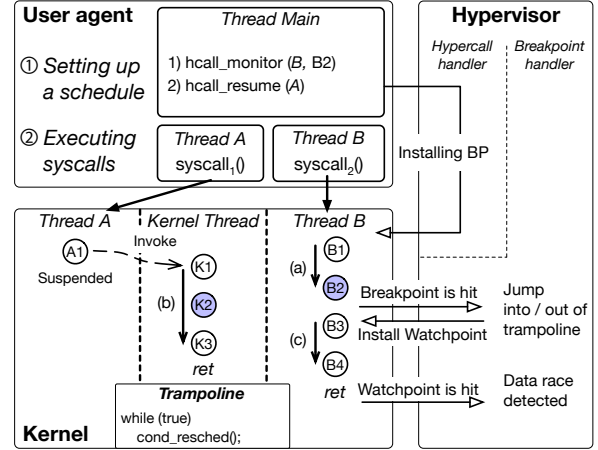 User agent
Thread Main
1) hcall_monitor (B, B2)
2) hcall_resume (A)
① Setting up
a schedule
② Executing
syscalls
Thread A
syscall1()
Thread B
syscall2()
Hypervisor
Hypercall
handler
Breakpoint
handler
Installing BP
Thread A
Kernel Thread
Thread B
A1
Suspended
Invoke
K1
(b)
K2
K3
ret
B1
(a)
B2
B3
(c)
B4
ret
Breakpoint is hit
Install Watchpoint
Watchpoint is hit
Jump
into / out of
trampoline
Data race
detected
Trampoline
while (true)
cond_resched();
Kernel